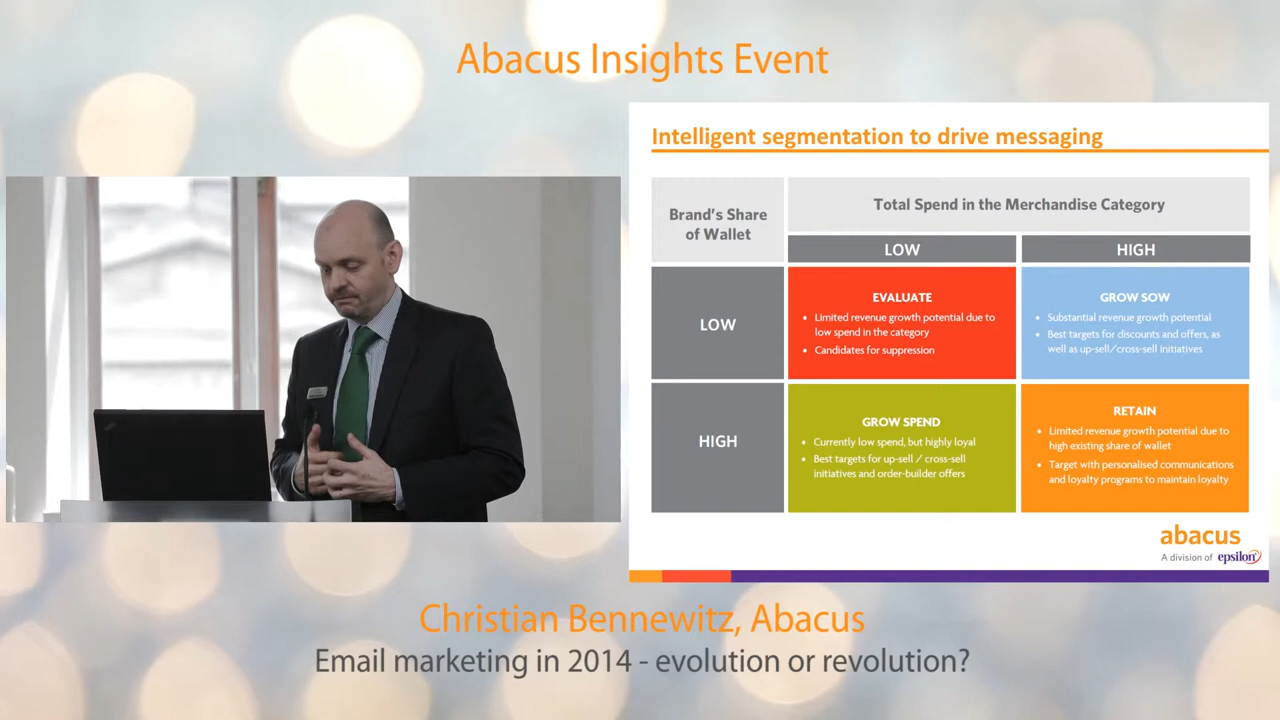 Abacus Insights Event
Intelligent segmentation to drive messaging
Brand's Share
of Wallet
Total Spend in the Merchandise Category
LOW
HIGH
LOW
EVALUATE
• Limited revenue growth potential due to
low spend in the category
• Candidates for suppression
GROW SOW
• Substantial revenue growth potential
• Best targets for discounts and offers, as
well as up-sell/cross-sell initiatives
HIGH
GROW SPEND
• Currently low spend, but highly loyal
• Best targets for up-sell / cross-sell
initiatives and order-builder offers
RETAIN
• Limited revenue growth potential due to
high existing share of wallet
• Target with personalised communications
and loyalty programs to maintain loyalty
abacus
A division of epsilon
Christian Bennewitz, Abacus
Email marketing in 2014 - evolution or revolution?